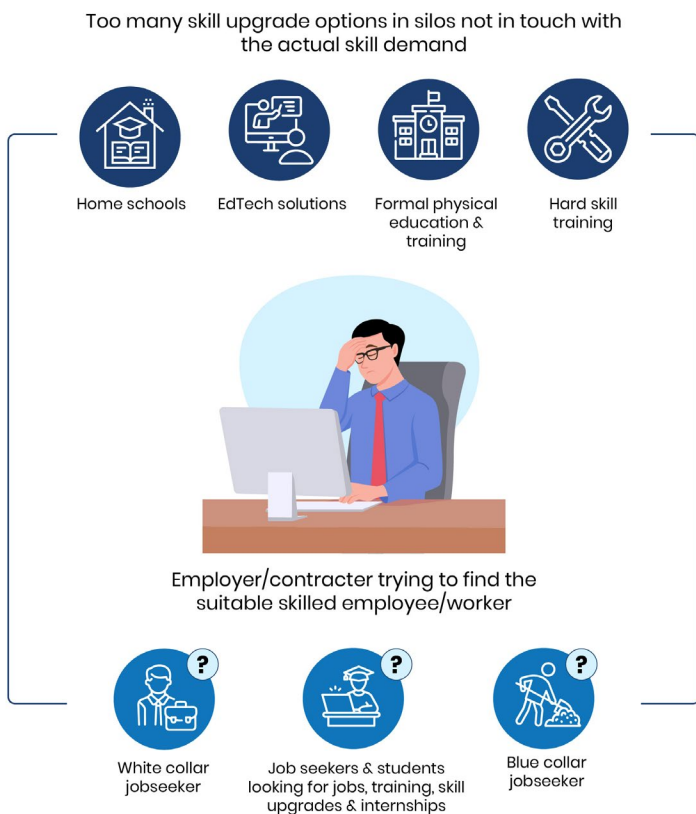 Too many skill upgrade options in silos not in touch with
the actual skill demand
Home schools
EdTech solutions
Formal physical
education &
training
Hard skill
training
Employer/contracter trying to find the
suitable skilled employee/worker
?
?
?
White collar
jobseeker
Job seekers & students
looking for jobs, training, skill
upgrades & internships
Blue collar
jobseeker